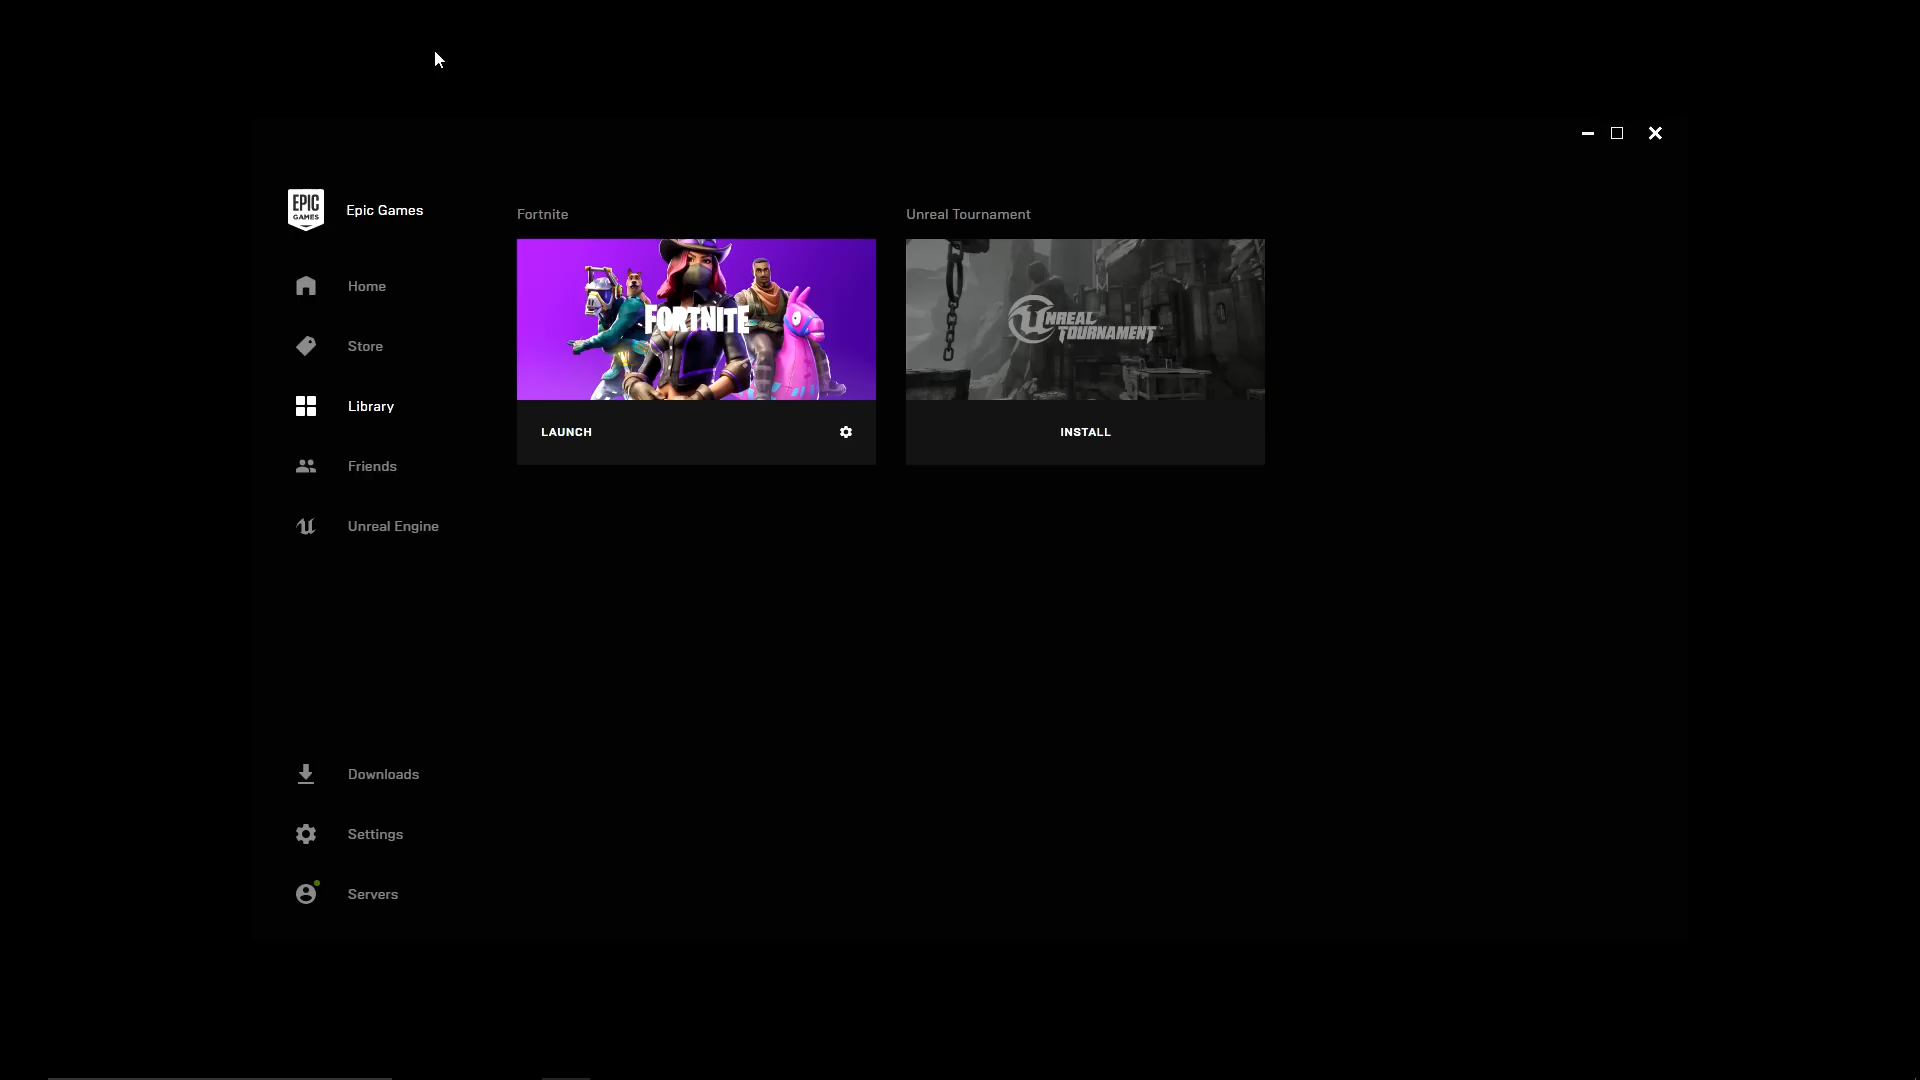 EPIC
GAMES
Epic Games
Home
Store
Library
Friends
Unreal Engine
Downloads
Settings
Servers
Fortnite
FORTNITE
LAUNCH
Unreal Tournament
UNREAL
TOURNAMENT
INSTALL